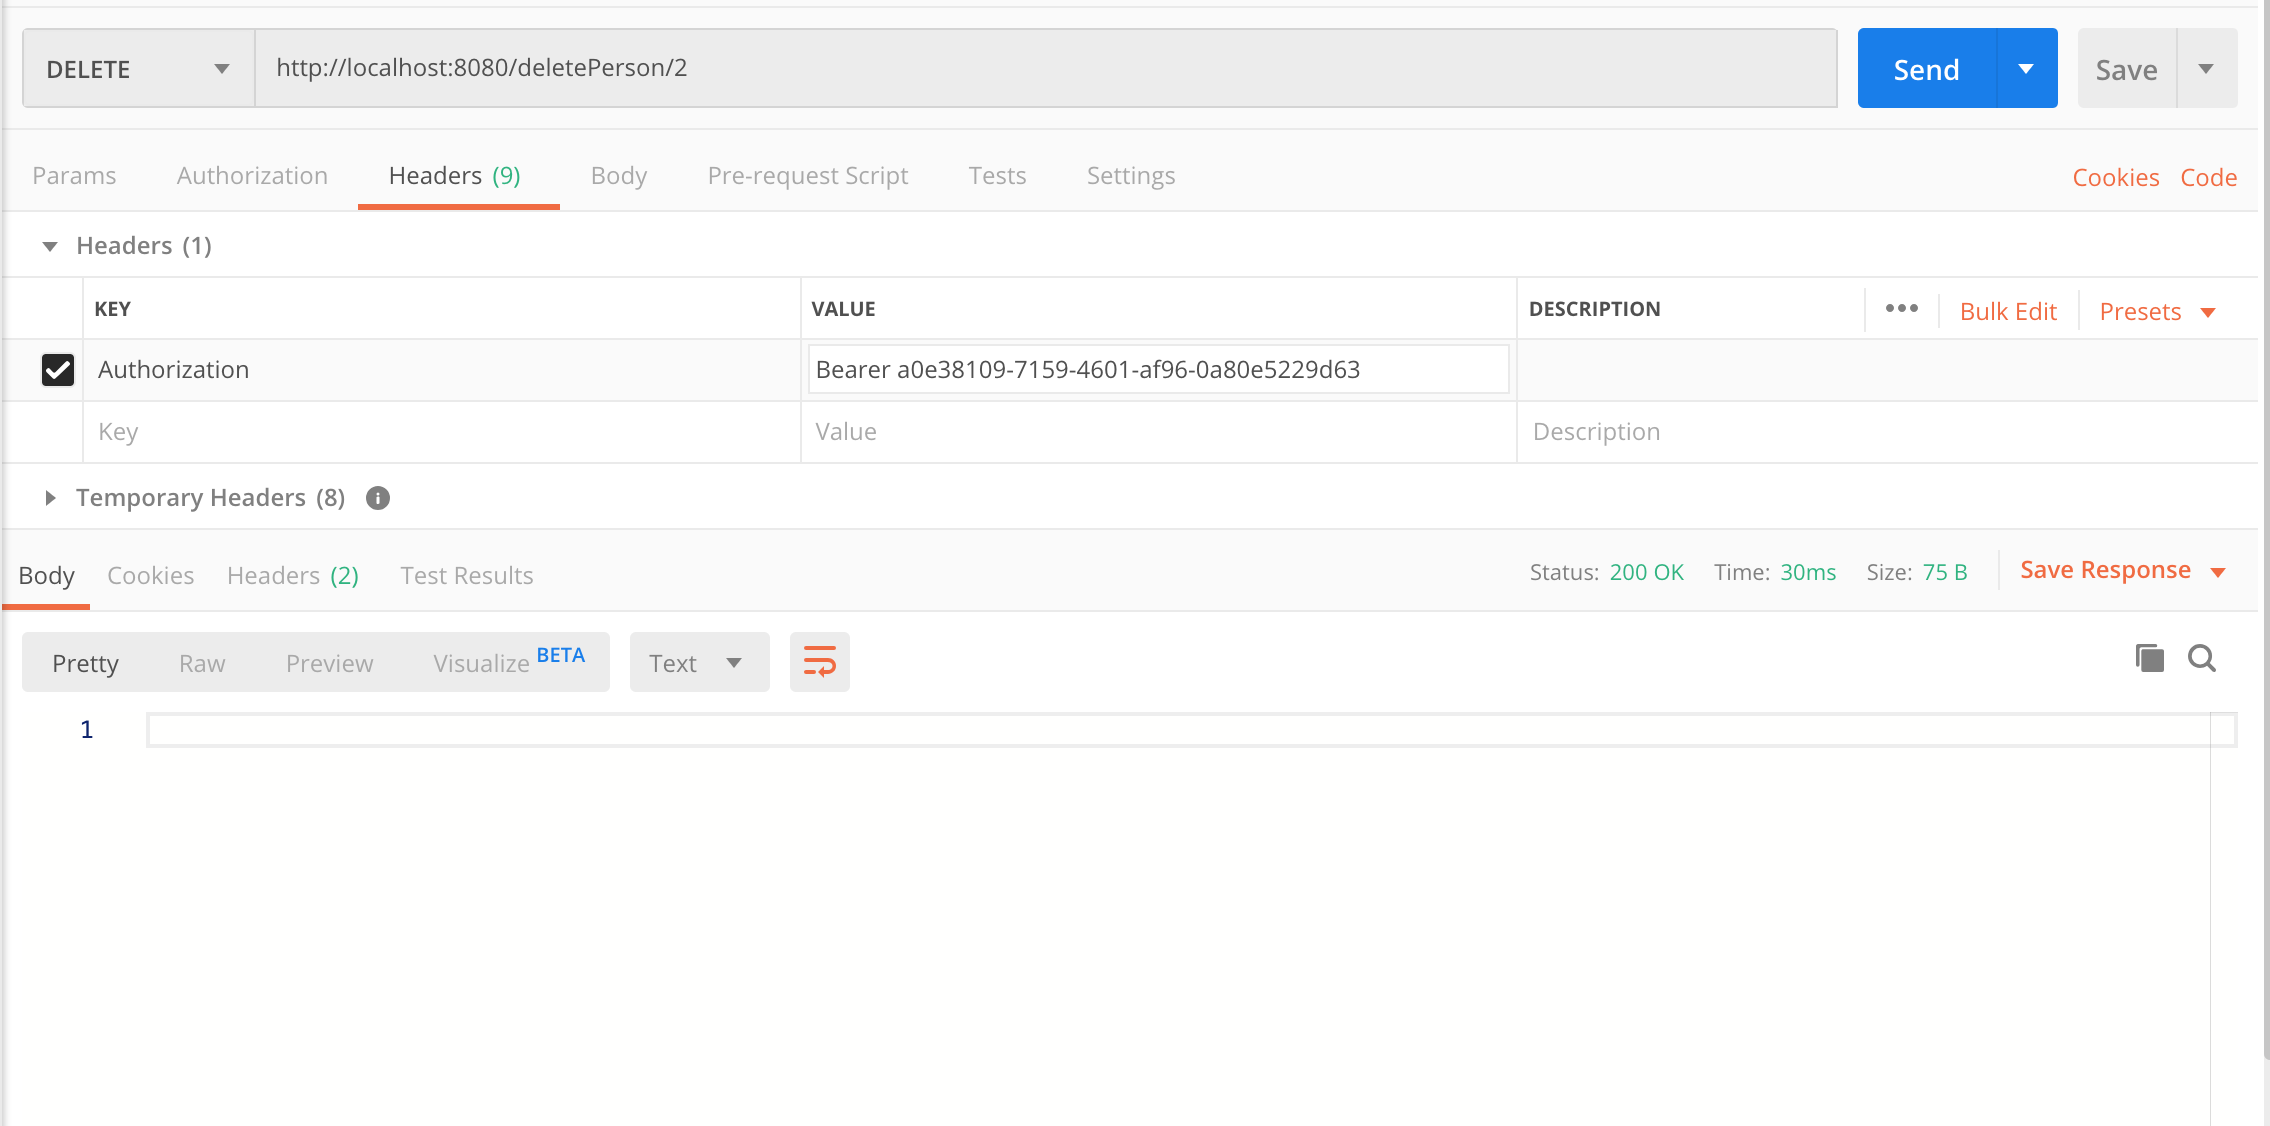 DELETE http://localhost:8080/deletePerson/2 Send Save
Params Authorization Headers (9) Body Pre-request Script Tests Settings Cookies Code
Headers (1)
KEY VALUE DESCRIPTION ••• Bulk Edit Presets
Authorization Bearer a0e38109-7159-4601-af96-0a80e5229d63
Key Value Description
Temporary Headers (8) i
Body Cookies Headers (2) Test Results Status: 200 OK Time: 30ms Size: 75 B Save Response
Pretty Raw Preview Visualize BETA Text
1